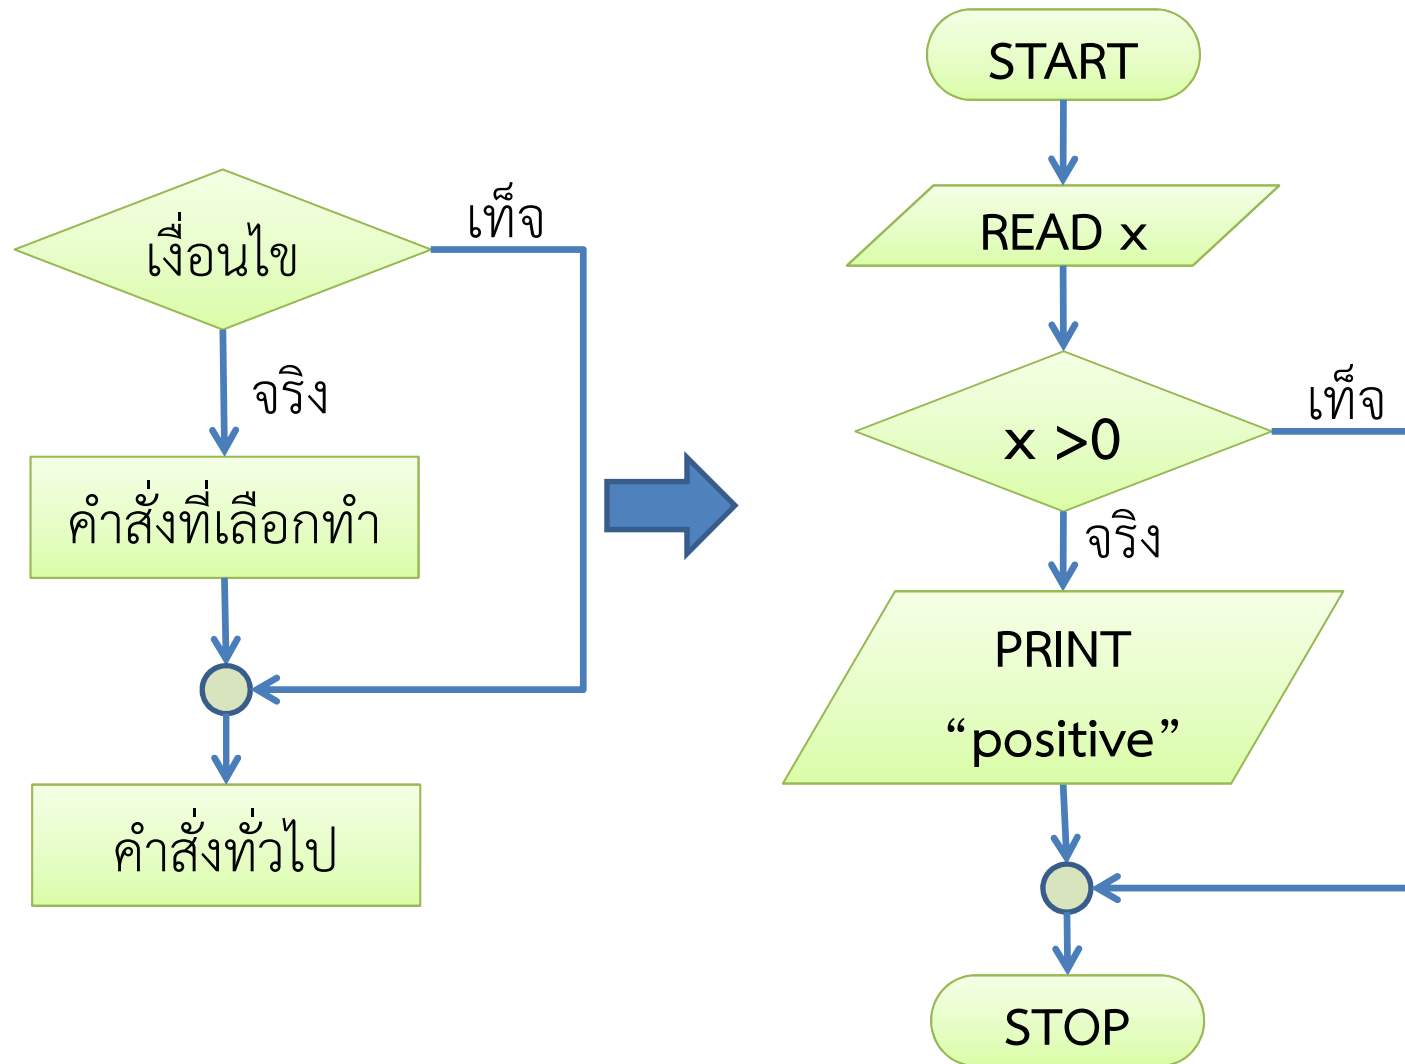 เงื่อนไข
เท็จ
จริง
คำสั่งที่เลือกทำ
คำสั่งทั่วไป
START
READ x
x >0
เท็จ
จริง
PRINT
“positive”
STOP